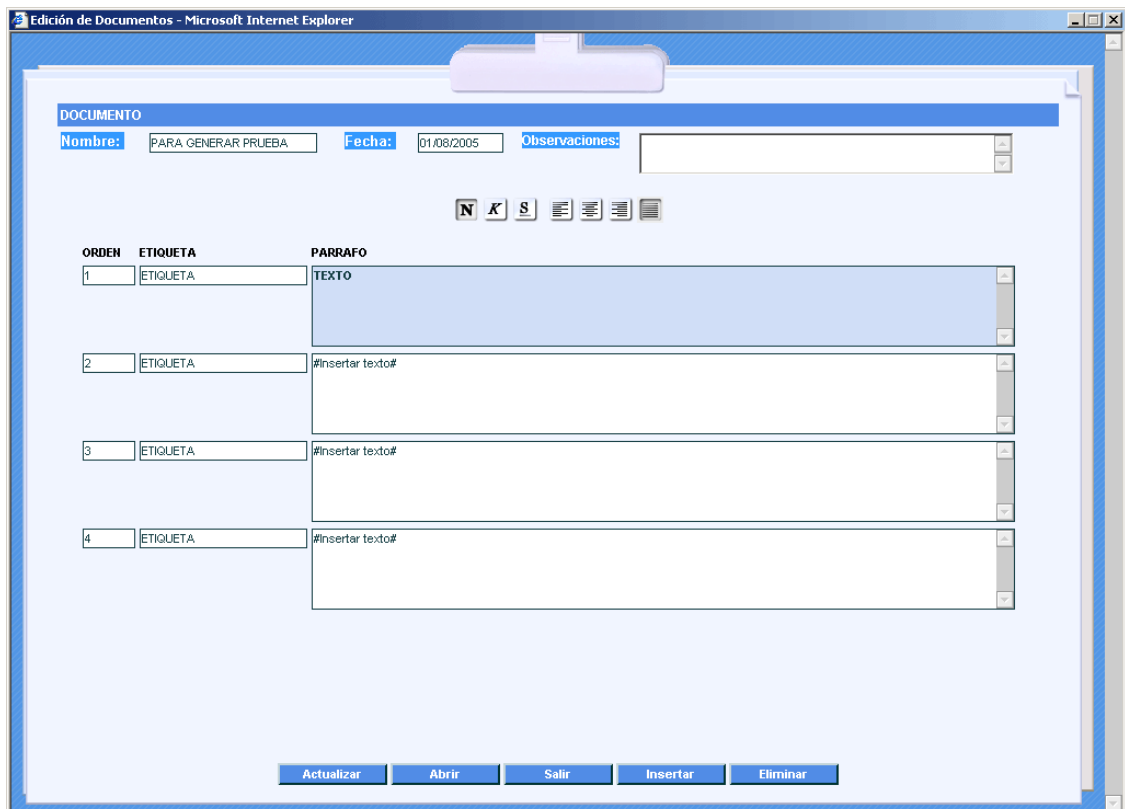 Edición de Documentos - Microsoft Internet Explorer
DOCUMENTO
Nombre: PARA GENERAR PRUEBA Fecha: 01/08/2005 Observaciones:
N K S
ORDEN ETIQUETA PARRAFO
1 ETIQUETA TEXTO
2 ETIQUETA #Insertar texto#
3 ETIQUETA #Insertar texto#
4 ETIQUETA #Insertar texto#
Actualizar Abrir Salir Insertar Eliminar